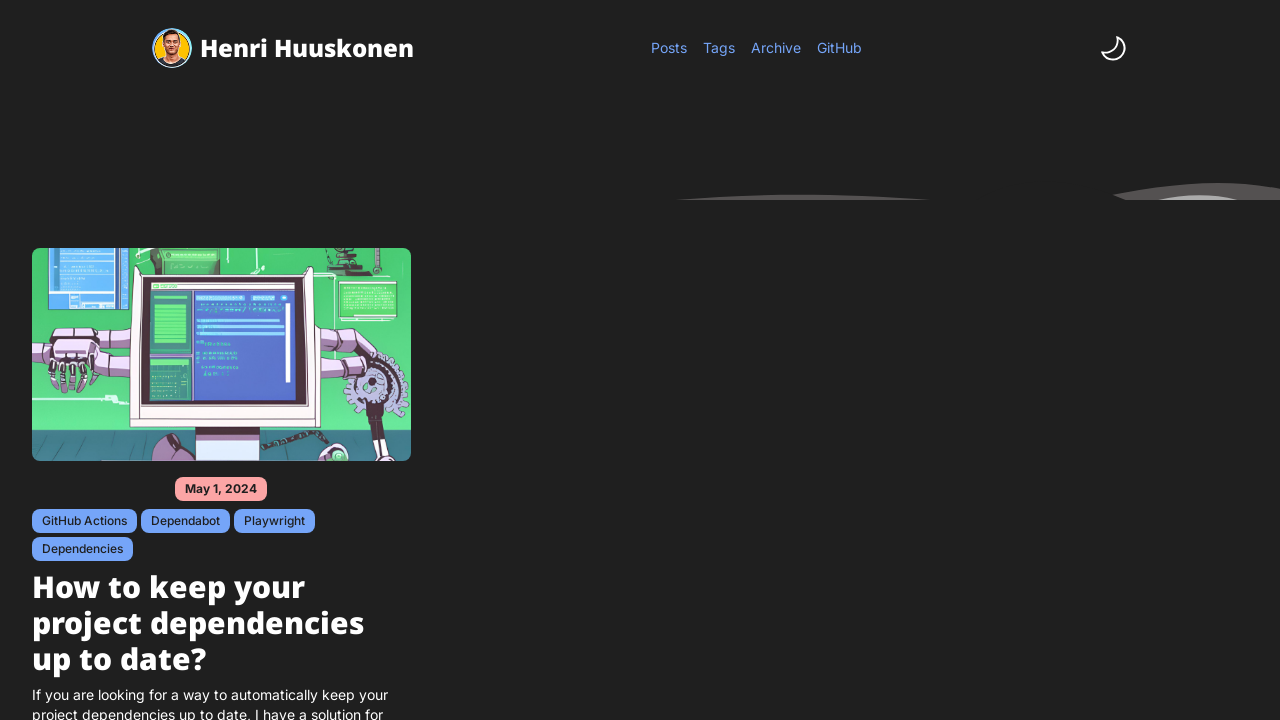 Henri Huuskonen
Posts Tags Archive GitHub
May 1, 2024
GitHub Actions Dependabot Playwright
Dependencies
How to keep your
project dependencies
up to date?
If you are looking for a way to automatically keep your
project dependencies up to date, I have a solution for